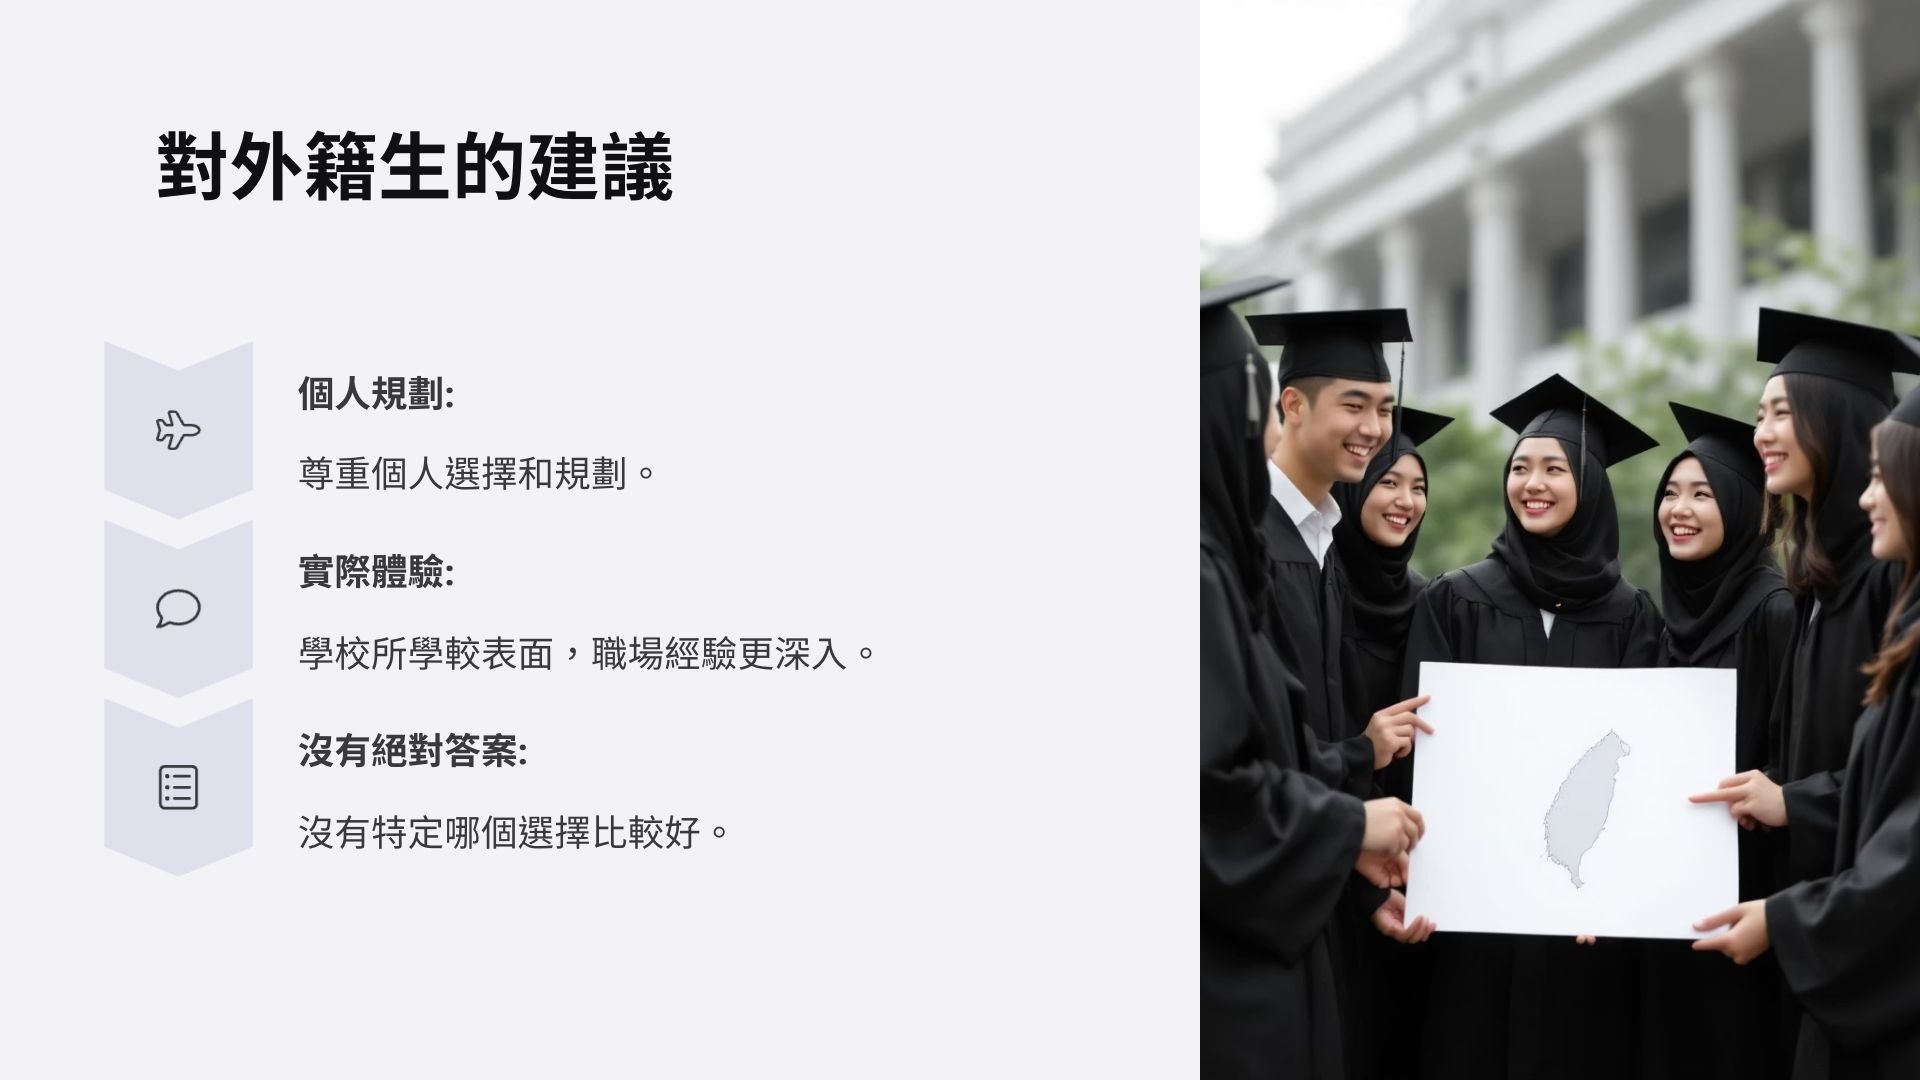 對外籍生的建議
個人規劃:
尊重個人選擇和規劃。
實際體驗:
學校所學較表面，職場經驗更深入。
沒有絕對答案:
沒有特定哪個選擇比較好。